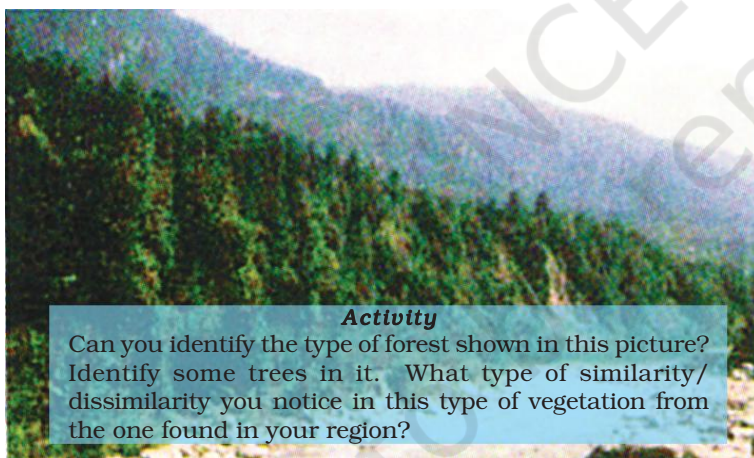 Activity
Can you identify the type of forest shown in this picture?
Identify some trees in it. What type of similarity/
dissimilarity you notice in this type of vegetation from
the one found in your region?